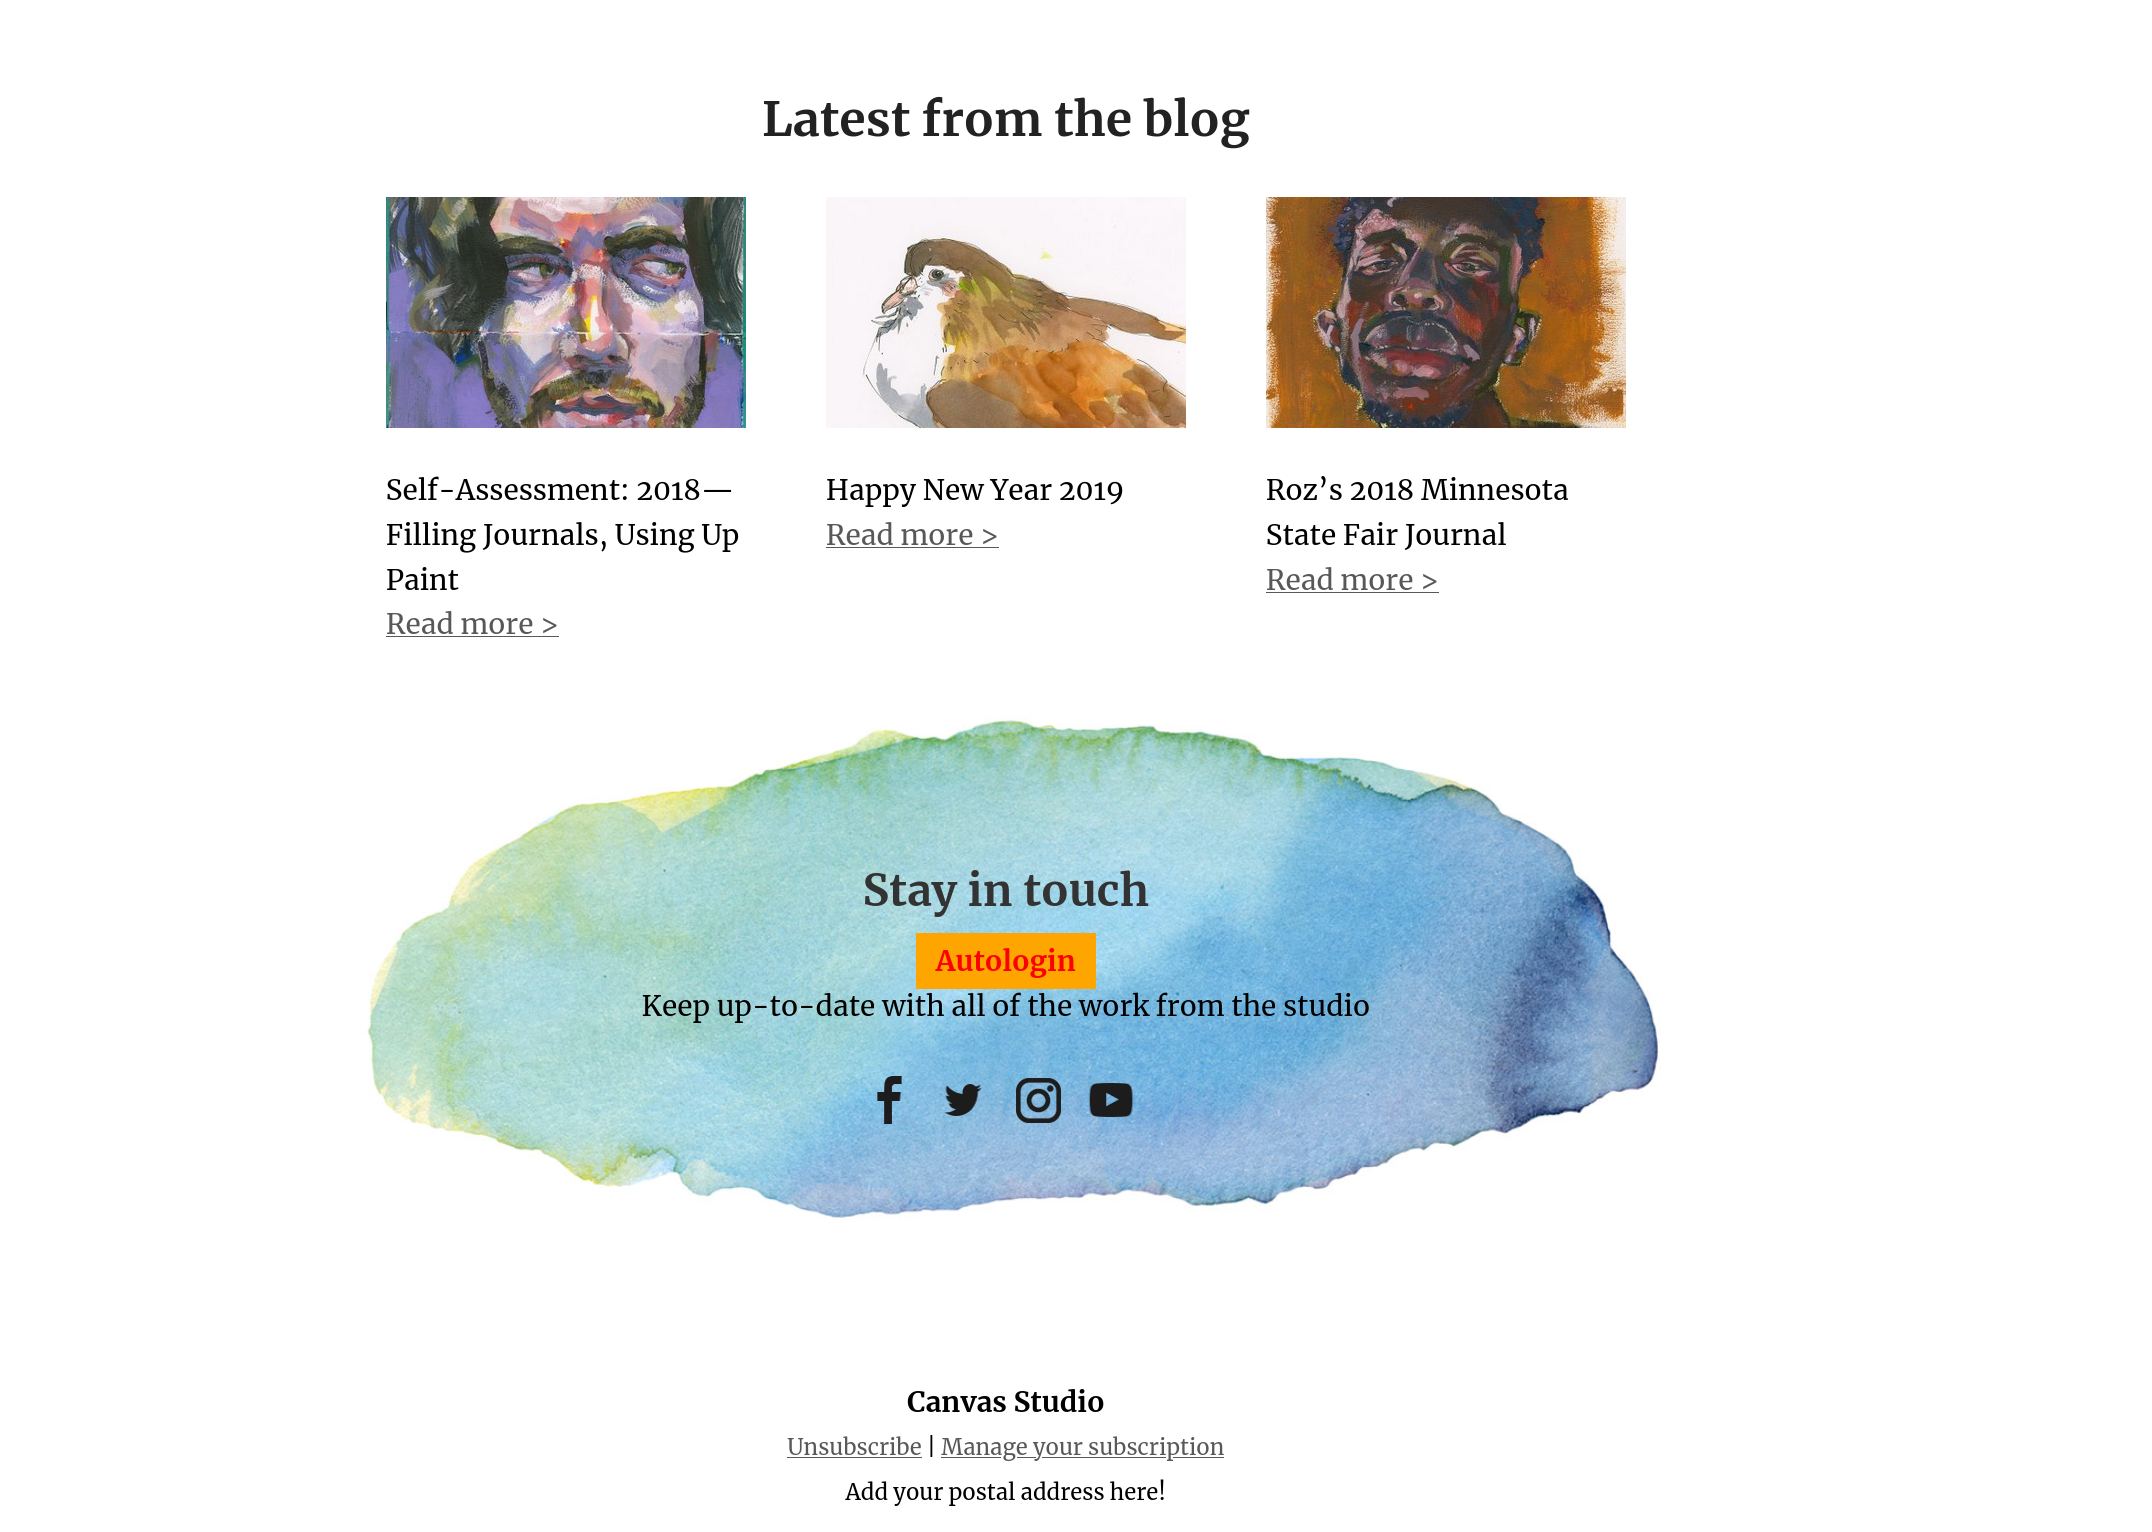 Latest from the blog
Self-Assessment: 2018—
Filling Journals, Using Up
Paint
Read more >
Happy New Year 2019
Read more >
Roz’s 2018 Minnesota
State Fair Journal
Read more >
Stay in touch
Autologin
Keep up-to-date with all of the work from the studio
Canvas Studio
Unsubscribe | Manage your subscription
Add your postal address here!